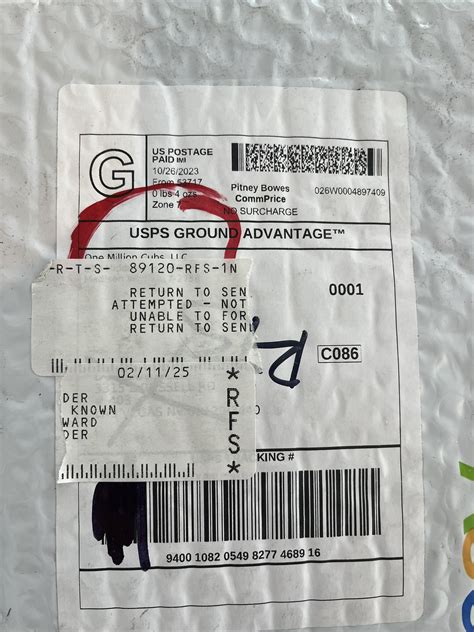 G
US POSTAGE
PAID IMI
10/26/2023
From 53717
0 lbs 4 ozs
Zone 7
Pitney Bowes
CommPrice
NO SURCHARGE
026W0004897409
USPS GROUND ADVANTAGE™
One Million Cubs, LLC
-R-T-S- 89120-RFS-1N
RETURN TO SEN
ATTEMPTED - NOT
UNABLE TO FOR
RETURN TO SEN
0001
C086
02/11/25
DER
KNOWN
WARD
DER
*RFS*
KING #
9400 1082 0549 8277 4689 16